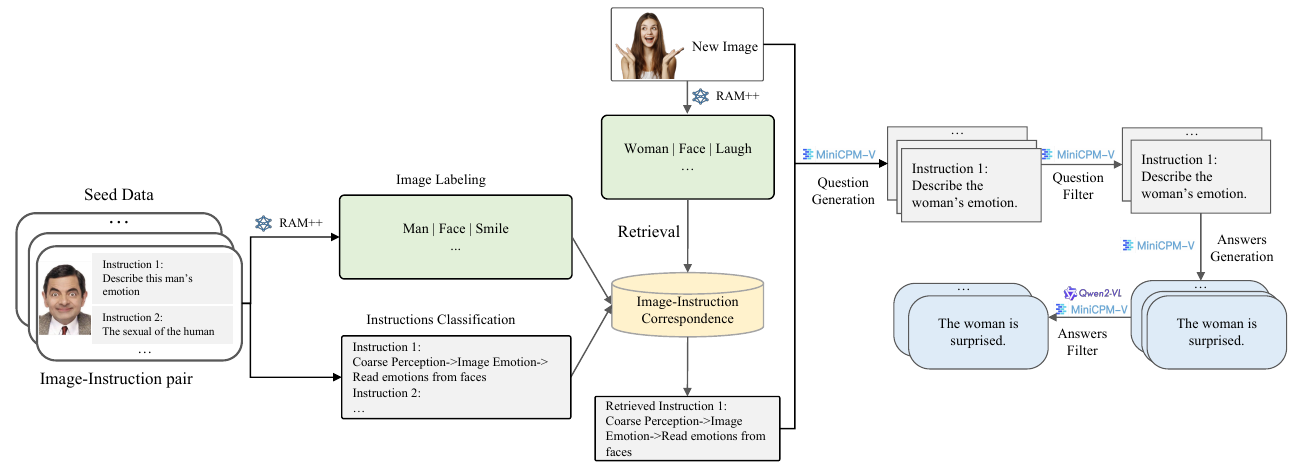 New Image
RAM++
Woman | Face | Laugh
…
Retrieval
Image-Instruction
Correspondence
Retrieved Instruction 1:
Coarse Perception->Image
Emotion->Read emotions from
faces
Seed Data
…
Instruction 1:
Describe this man's
emotion
Instruction 2:
The sexual of the human
…
Image-Instruction pair
RAM++
Image Labeling
Man | Face | Smile
...
Instructions Classification
Instruction 1:
Coarse Perception->Image Emotion->
Read emotions from faces
Instruction 2:
…
MiniCPM-V
Question
Generation
…
Instruction 1:
Describe the
woman's emotion.
MiniCPM-V
Question
Filter
…
Instruction 1:
Describe the
woman's emotion.
MiniCPM-V
Answers
Generation
…
The woman is
surprised.
Qwen2-VL
MiniCPM-V
Answers
Filter
…
The woman is
surprised.